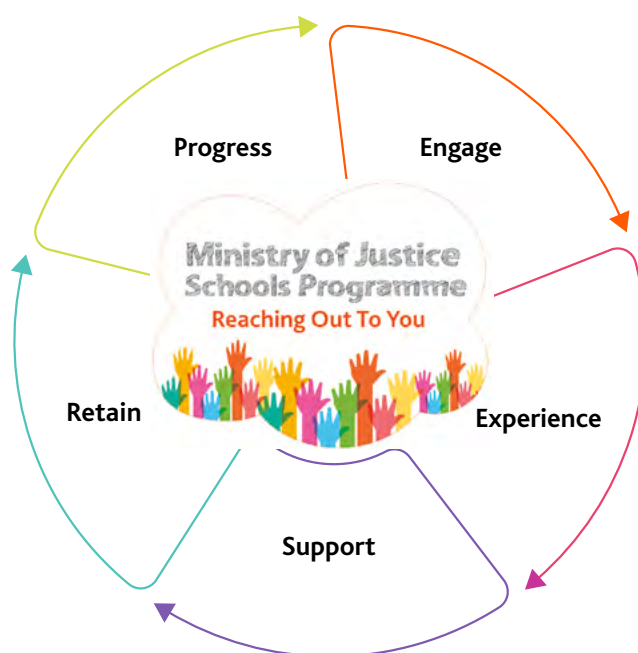 Progress
Engage
Ministry of Justice
Schools Programme
Reaching Out To You
Retain
Experience
Support